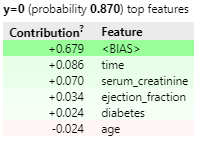 y=0 (probability 0.870) top features
Contribution? Feature
+0.679 <BIAS>
+0.086 time
+0.070 serum_creatinine
+0.034 ejection_fraction
+0.024 diabetes
-0.024 age